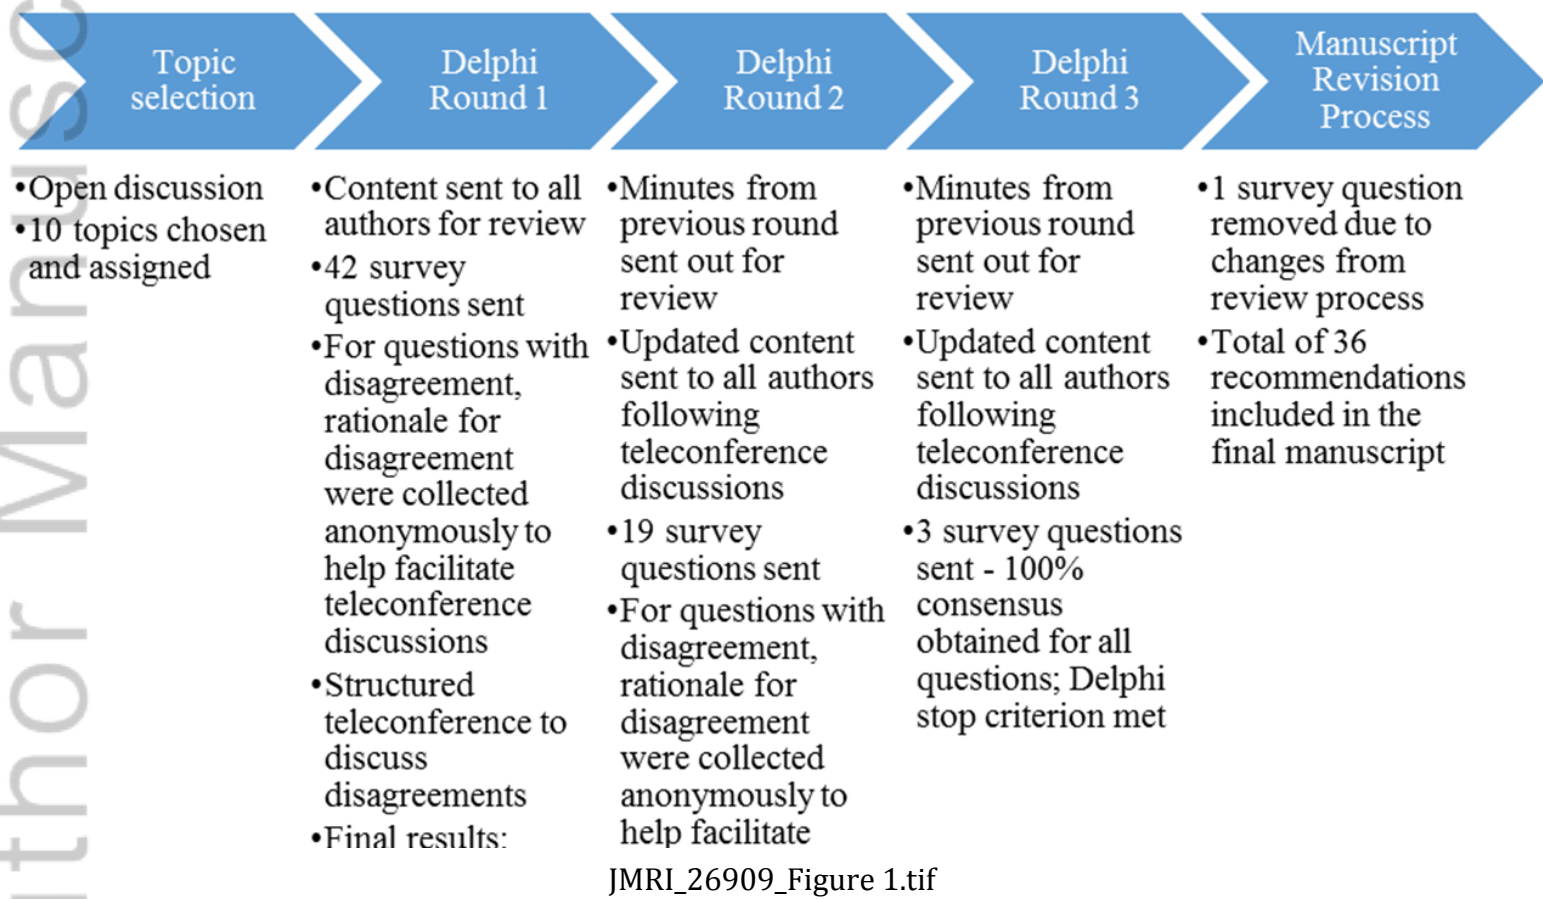 Topic
selection
Delphi
Round 1
Delphi
Round 2
Delphi
Round 3
Manuscript
Revision
Process
•Open discussion
•10 topics chosen
and assigned
•Content sent to all
authors for review
•42 survey
questions sent
•For questions with
disagreement,
rationale for
disagreement
were collected
anonymously to
help facilitate
teleconference
discussions
•Structured
teleconference to
discuss
disagreements
•Final results:
•Minutes from
previous round
sent out for
review
•Updated content
sent to all authors
following
teleconference
discussions
•19 survey
questions sent
•For questions with
disagreement,
rationale for
disagreement
were collected
anonymously to
help facilitate
•Minutes from
previous round
sent out for
review
•Updated content
sent to all authors
following
teleconference
discussions
•3 survey questions
sent - 100%
consensus
obtained for all
questions; Delphi
stop criterion met
•1 survey question
removed due to
changes from
review process
•Total of 36
recommendations
included in the
final manuscript
JMRI_26909_Figure 1.tif
thor Manusc